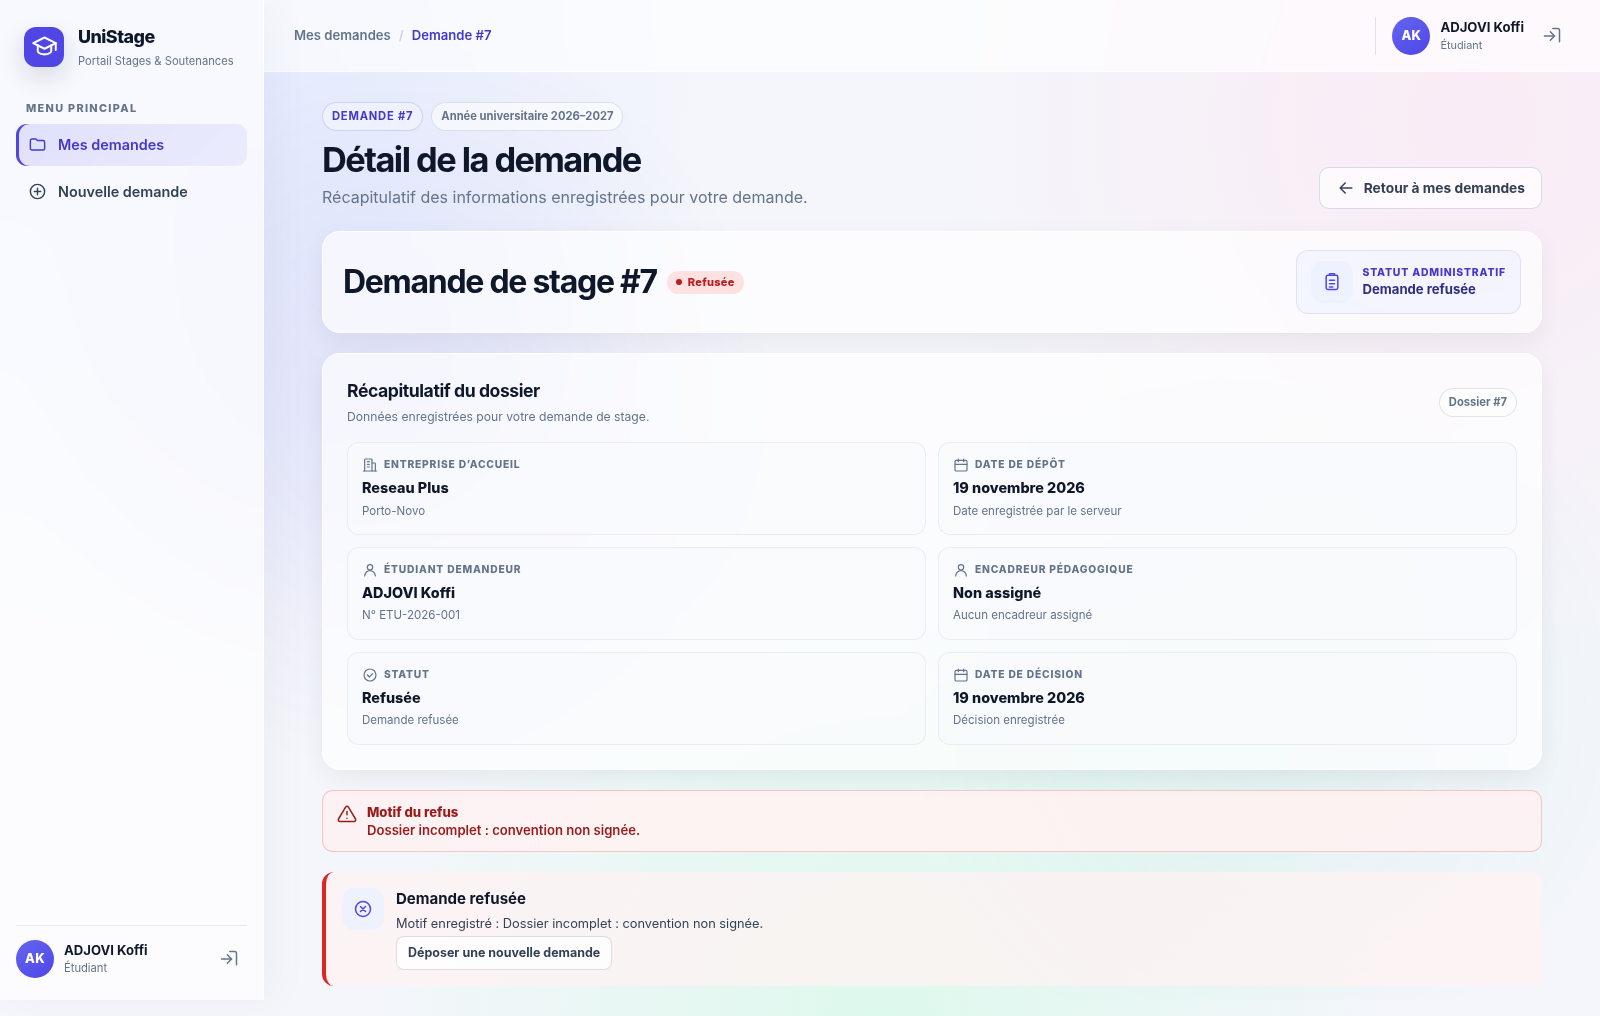 UniStage
Portail Stages & Soutenances
MENU PRINCIPAL
Mes demandes
Nouvelle demande
AK
ADJOVI Koffi
Étudiant
Mes demandes / Demande #7
AK
ADJOVI Koffi
Étudiant
DEMANDE #7
Année universitaire 2026–2027
Détail de la demande
Récapitulatif des informations enregistrées pour votre demande.
Retour à mes demandes
Demande de stage #7
Refusée
STATUT ADMINISTRATIF
Demande refusée
Récapitulatif du dossier
Données enregistrées pour votre demande de stage.
Dossier #7
ENTREPRISE D’ACCUEIL
Reseau Plus
Porto-Novo
DATE DE DÉPÔT
19 novembre 2026
Date enregistrée par le serveur
ÉTUDIANT DEMANDEUR
ADJOVI Koffi
N° ETU-2026-001
ENCADREUR PÉDAGOGIQUE
Non assigné
Aucun encadreur assigné
STATUT
Refusée
Demande refusée
DATE DE DÉCISION
19 novembre 2026
Décision enregistrée
Motif du refus
Dossier incomplet : convention non signée.
Demande refusée
Motif enregistré : Dossier incomplet : convention non signée.
Déposer une nouvelle demande